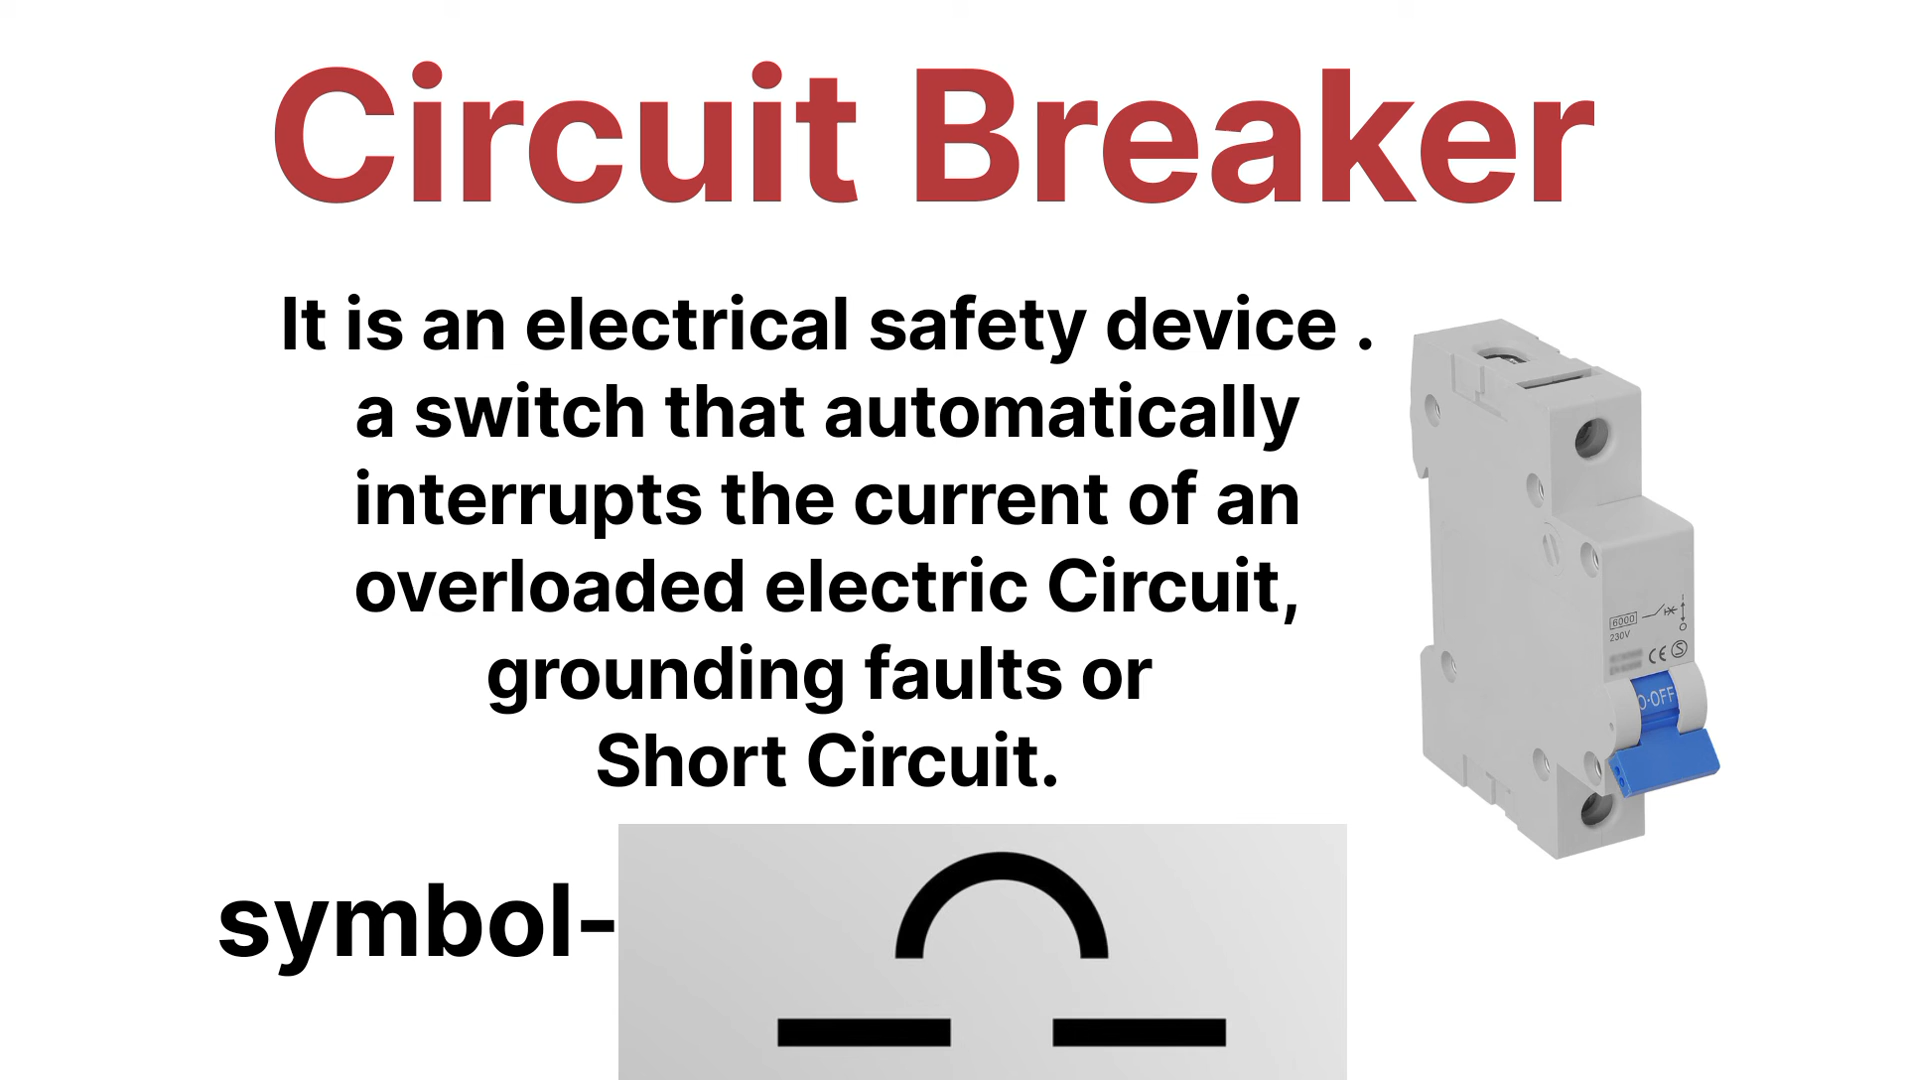 Circuit Breaker
It is an electrical safety device .
a switch that automatically
interrupts the current of an
overloaded electric Circuit,
grounding faults or
Short Circuit.
6000
230V
CE S
O·OFF
symbol-